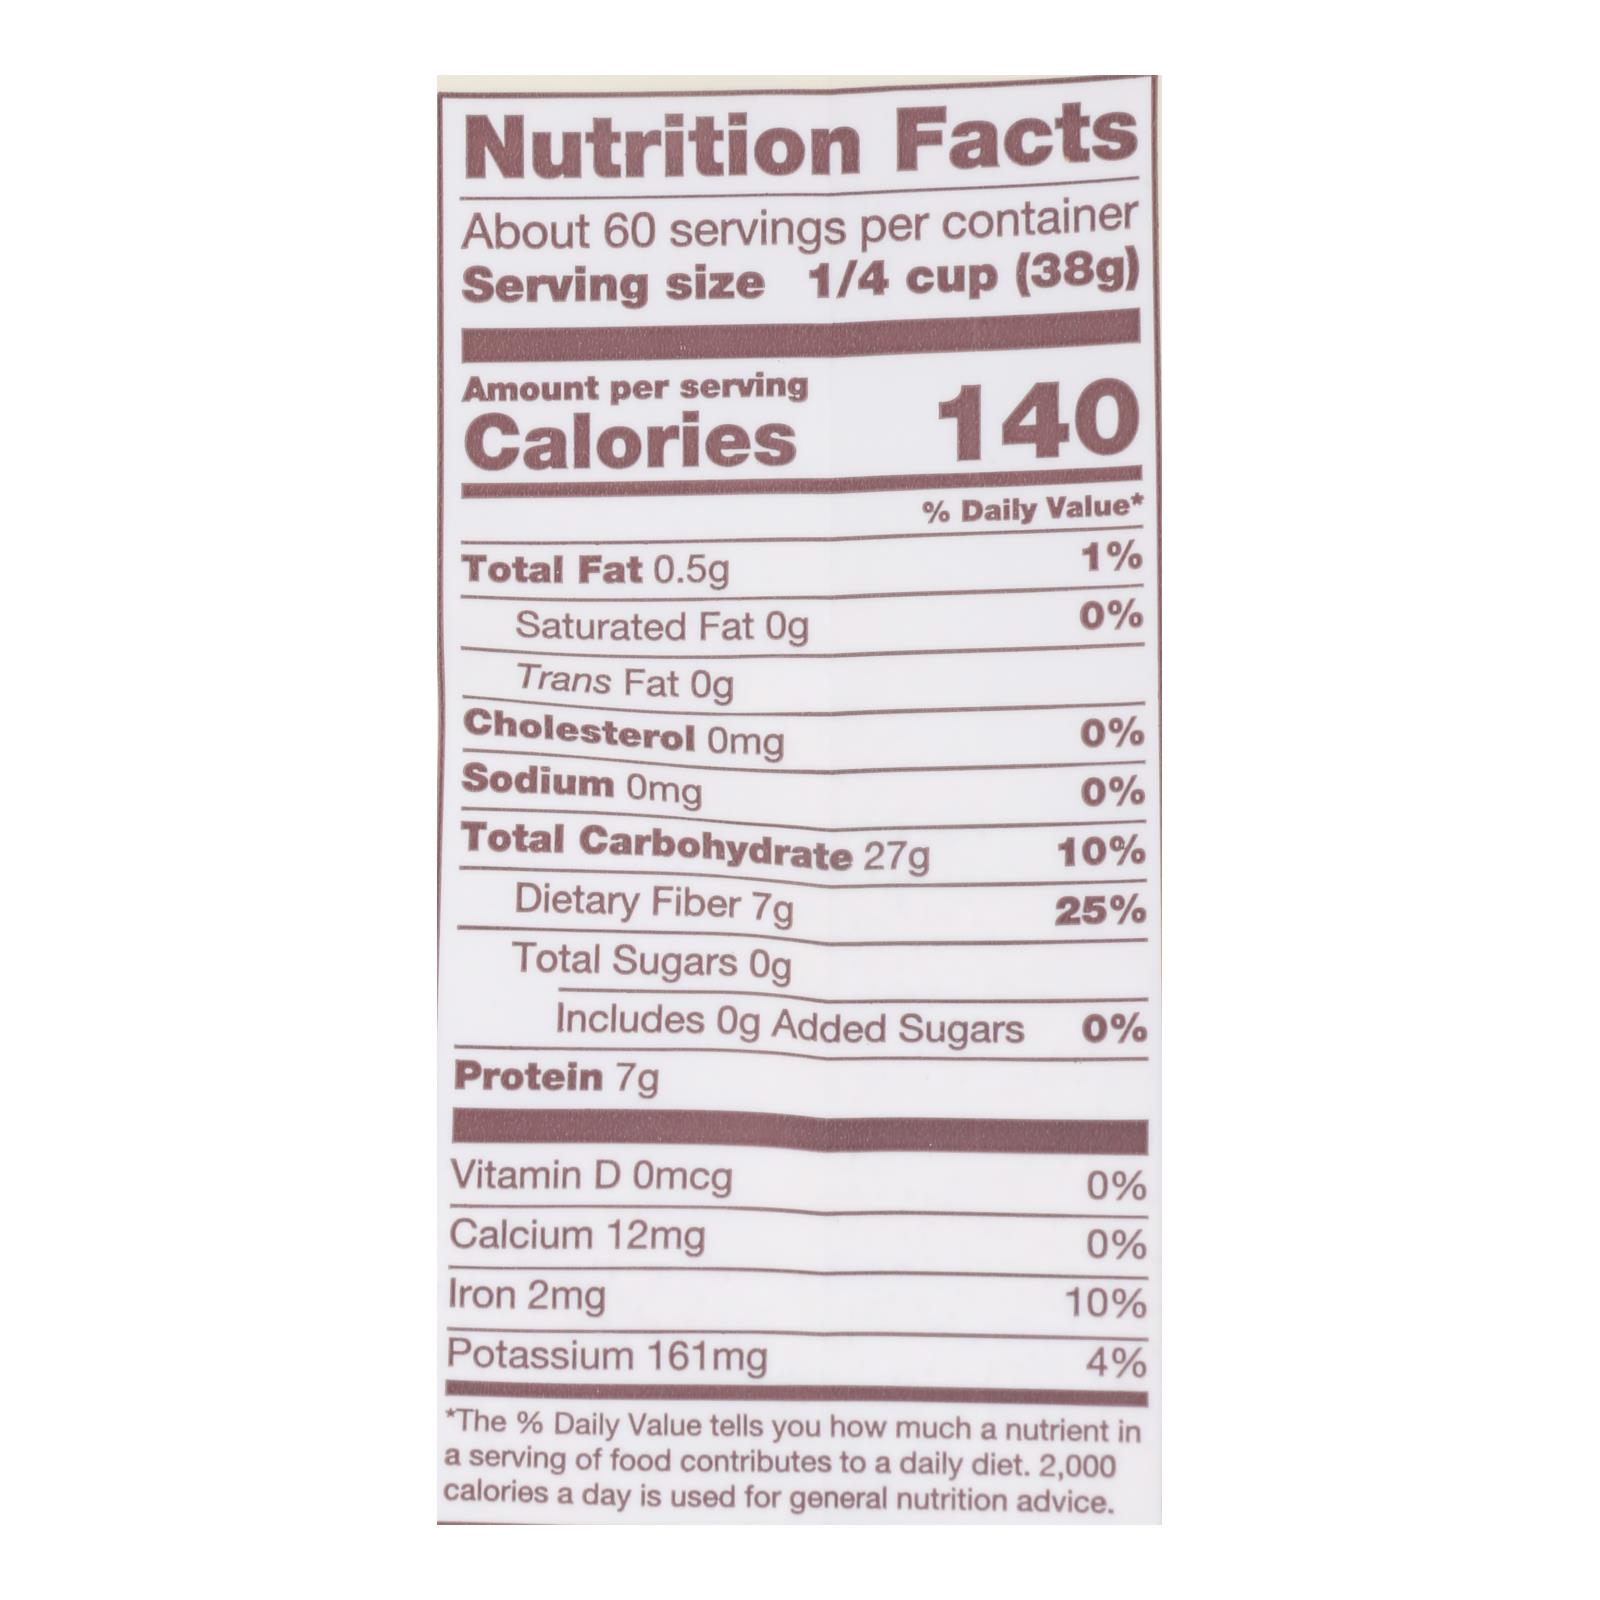 Nutrition Facts
About 60 servings per container
Serving size 1/4 cup (38g)
Amount per serving
Calories 140
% Daily Value*
Total Fat 0.5g 1%
Saturated Fat 0g 0%
Trans Fat 0g
Cholesterol 0mg 0%
Sodium 0mg 0%
Total Carbohydrate 27g 10%
Dietary Fiber 7g 25%
Total Sugars 0g
Includes 0g Added Sugars 0%
Protein 7g
Vitamin D 0mcg 0%
Calcium 12mg 0%
Iron 2mg 10%
Potassium 161mg 4%
*The % Daily Value tells you how much a nutrient in
a serving of food contributes to a daily diet. 2,000
calories a day is used for general nutrition advice.